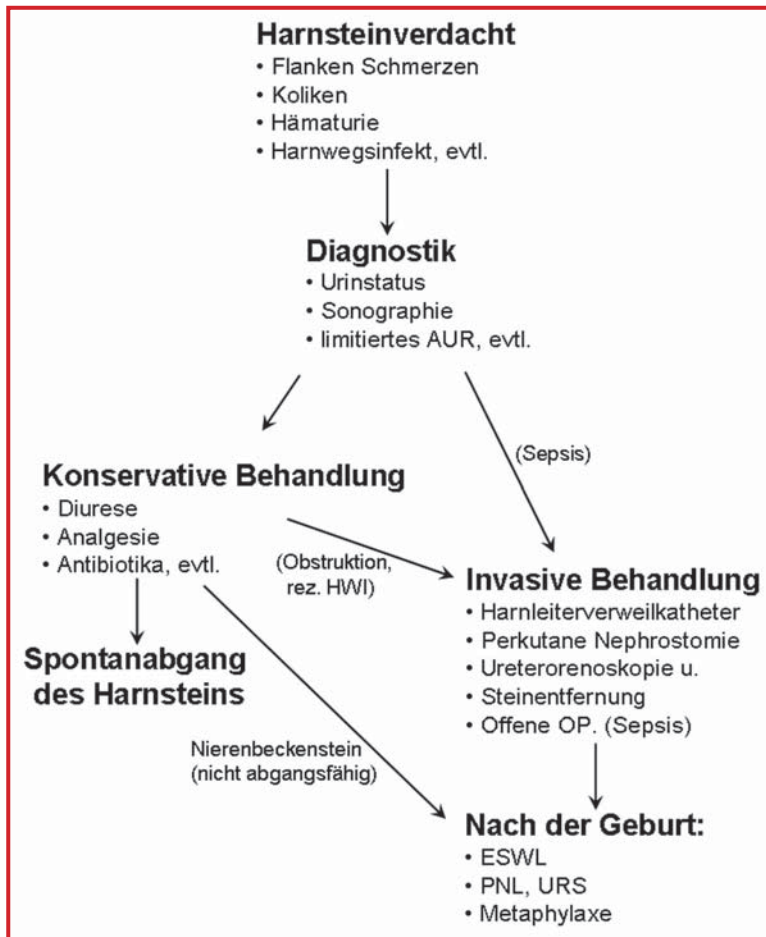 Harnsteinverdacht
• Flanken Schmerzen
• Koliken
• Hämaturie
• Harnwegsinfekt, evtl.
Diagnostik
• Urinstatus
• Sonographie
• limitiertes AUR, evtl.
(Sepsis)
Konservative Behandlung
• Diurese
• Analgesie
• Antibiotika, evtl.
(Obstruktion,
rez. HWI)
Invasive Behandlung
• Harnleiterverweilkatheter
• Perkutane Nephrostomie
• Ureterorenoskopie u.
• Steinentfernung
• Offene OP. (Sepsis)
Spontanabgang
des Harnsteins
Nierenbeckenstein
(nicht abgangsfähig)
Nach der Geburt:
• ESWL
• PNL, URS
• Metaphylaxe